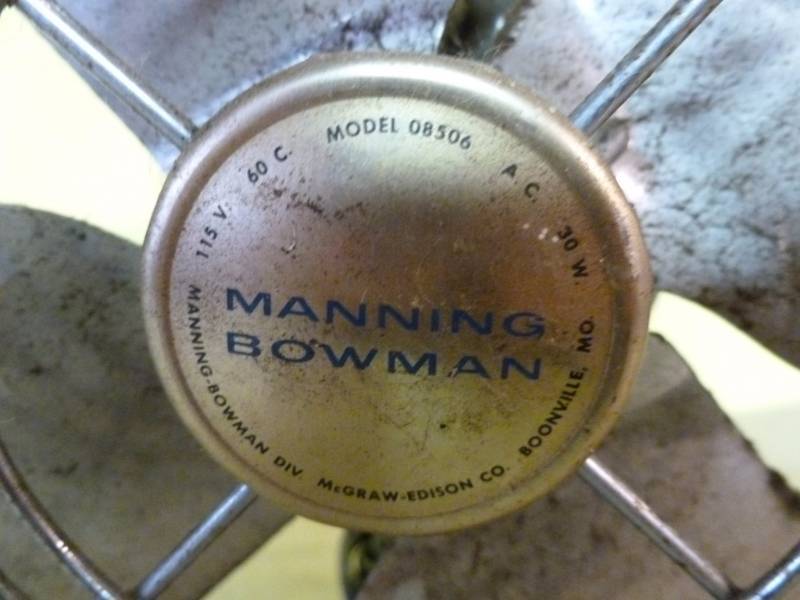 115 V. 60 C. MODEL 08506 A.C. 30 W.
MANNING
BOWMAN
MANNING-BOWMAN DIV. McGRAW-EDISON CO. BOONVILLE, MO.